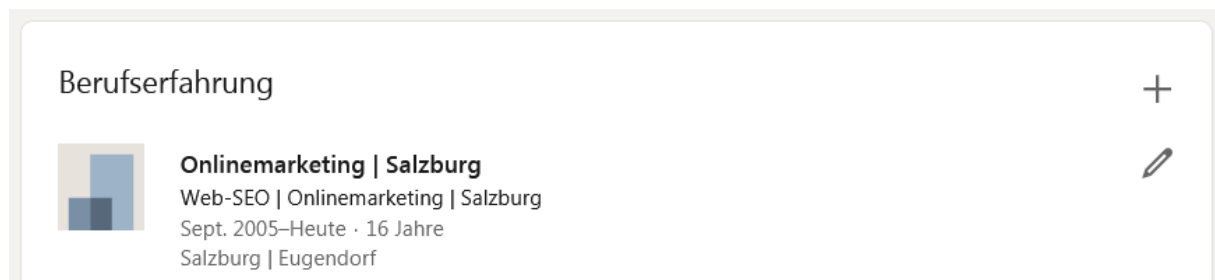 Berufserfahrung
Onlinemarketing | Salzburg
Web-SEO | Onlinemarketing | Salzburg
Sept. 2005–Heute · 16 Jahre
Salzburg | Eugendorf